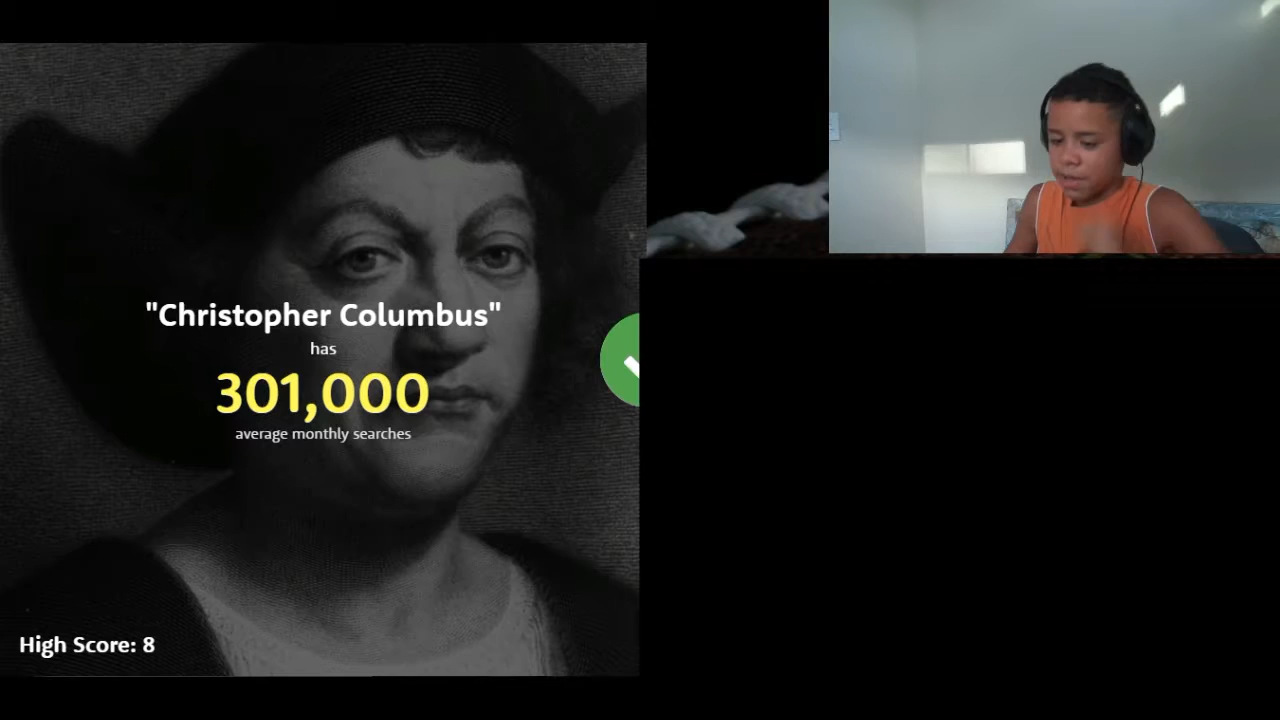 "Christopher Columbus"
has
301,000
average monthly searches
High Score: 8